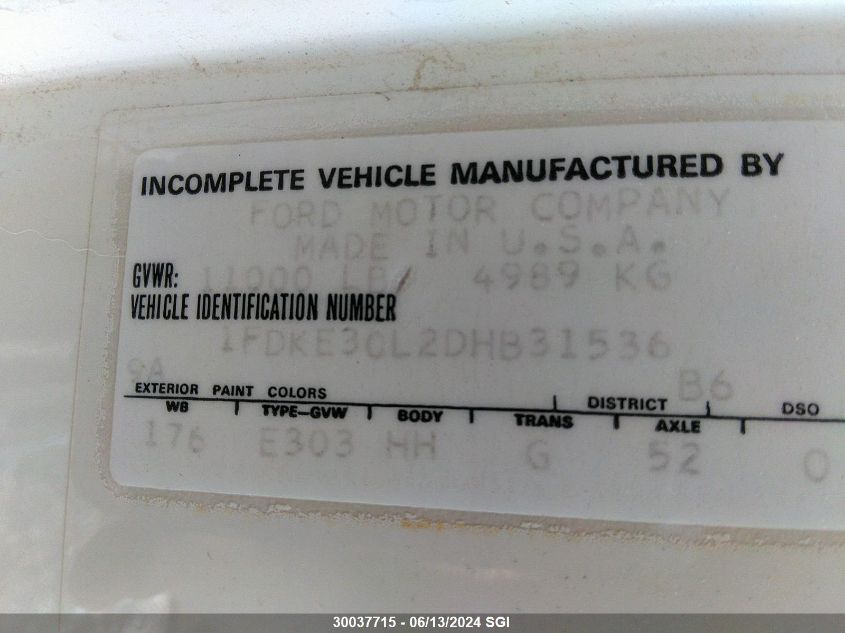 INCOMPLETE VEHICLE MANUFACTURED BY
FORD MOTOR COMPANY
MADE IN U.S.A.
GVWR: 11000 LB/ 4989 KG
VEHICLE IDENTIFICATION NUMBER
1FDKE30L2DHB31536
9A B6
EXTERIOR PAINT COLORS DISTRICT DSO
WB TYPE-GVW BODY TRANS AXLE
176 E303 HH G 52 0
30037715 - 06/13/2024 SGI